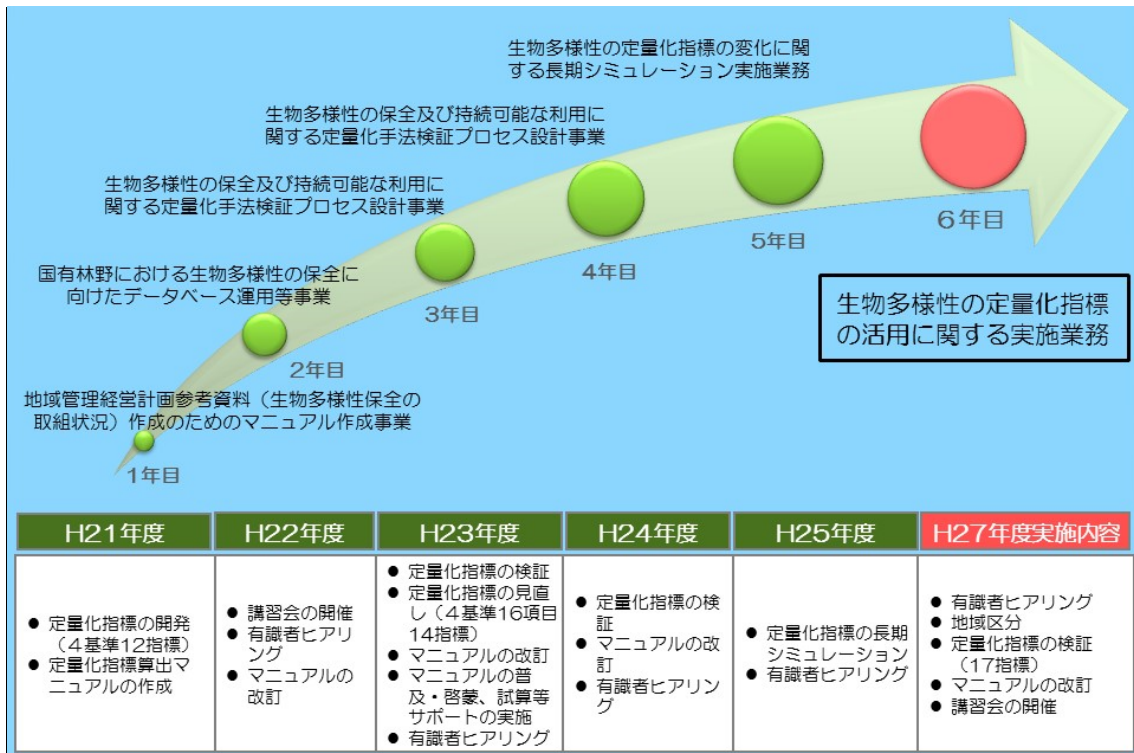 生物多様性の定量化指標の変化に関
する長期シミュレーション実施業務
生物多様性の保全及び持続可能な利用に
関する定量化手法検証プロセス設計事業
生物多様性の保全及び持続可能な利用に
関する定量化手法検証プロセス設計事業
国有林野における生物多様性の保全に
向けたデータベース運用等事業
地域管理経営計画参考資料（生物多様性保全の
取組状況）作成のためのマニュアル作成事業
1年目
2年目
3年目
4年目
5年目
6年目
生物多様性の定量化指標
の活用に関する実施業務
H21年度
H22年度
H23年度
H24年度
H25年度
H27年度実施内容
● 定量化指標の開発
（4基準12指標）
● 定量化指標算出マ
ニュアルの作成
● 講習会の開催
● 有識者ヒアリ
ング
● マニュアルの
改訂
● 定量化指標の検証
● 定量化指標の見直
し（4基準16項目
14指標）
● マニュアルの改訂
● マニュアルの普
及・啓蒙、試算等
サポートの実施
● 有識者ヒアリング
● 定量化指標の検
証
● マニュアルの改
訂
● 有識者ヒアリン
グ
● 定量化指標の長期
シミュレーション
● 有識者ヒアリング
● 有識者ヒアリング
● 地域区分
● 定量化指標の検証
（17指標）
● マニュアルの改訂
● 講習会の開催